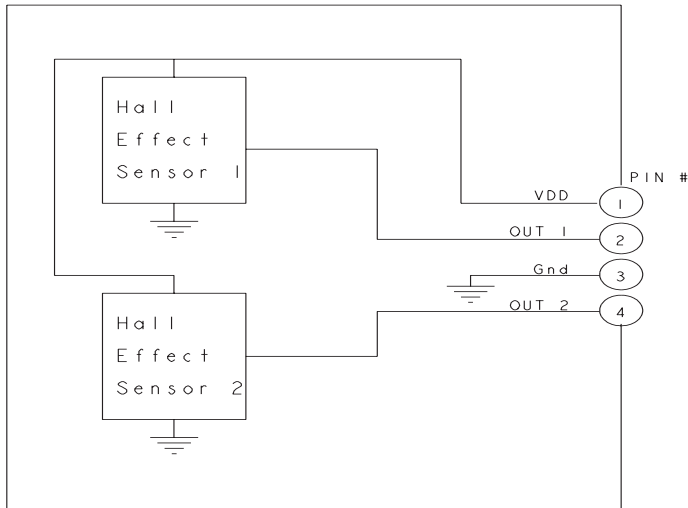 Hall
Effect
Sensor 1
PIN #
VDD
1
OUT 1
2
Gnd
3
OUT 2
4
Hall
Effect
Sensor 2